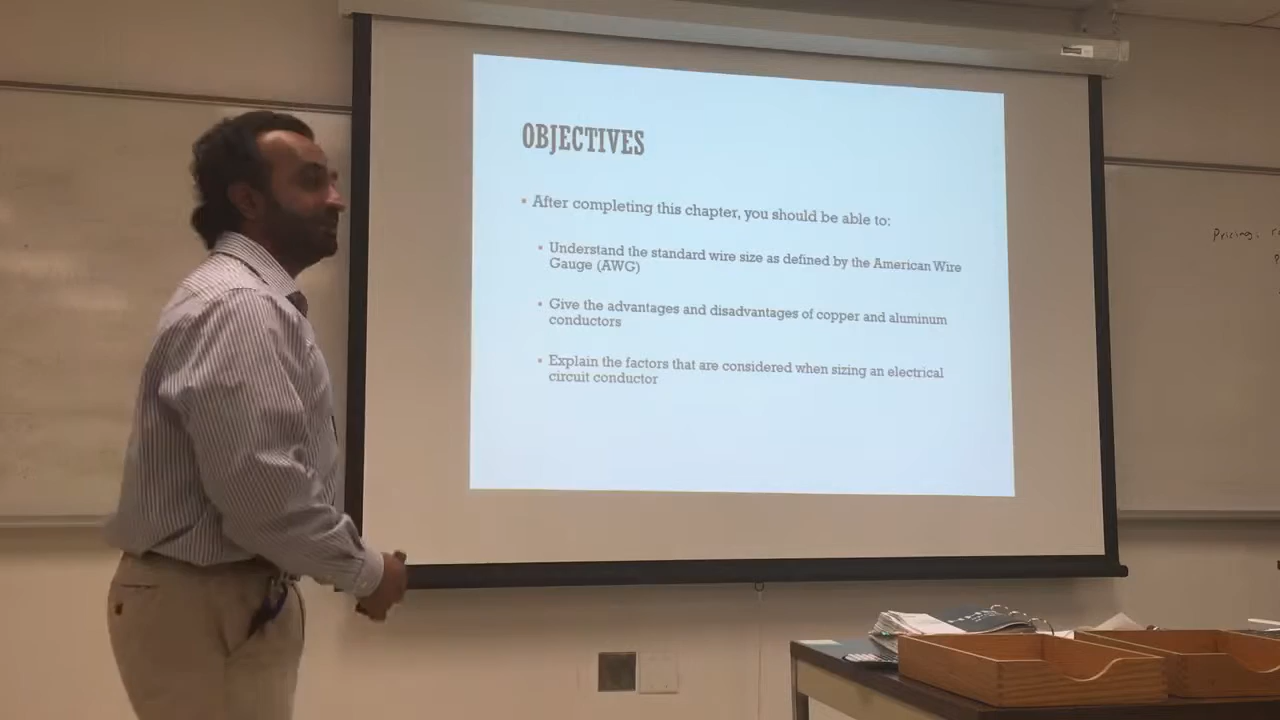 OBJECTIVES
After completing this chapter, you should be able to:
Understand the standard wire size as defined by the American Wire
Gauge (AWG)
Give the advantages and disadvantages of copper and aluminum
conductors
Explain the factors that are considered when sizing an electrical
circuit conductor
Pricing: